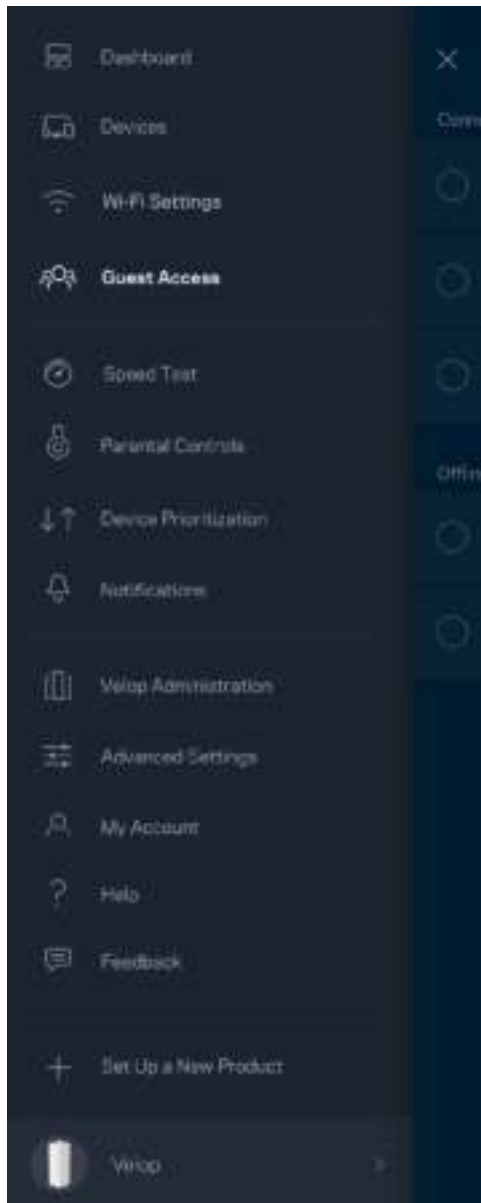 Dashboard
Devices
Wi-Fi Settings
Guest Access
Speed Test
Parental Controls
Device Prioritization
Notifications
Velop Administration
Advanced Settings
My Account
Help
Feedback
Set Up a New Product
Velop